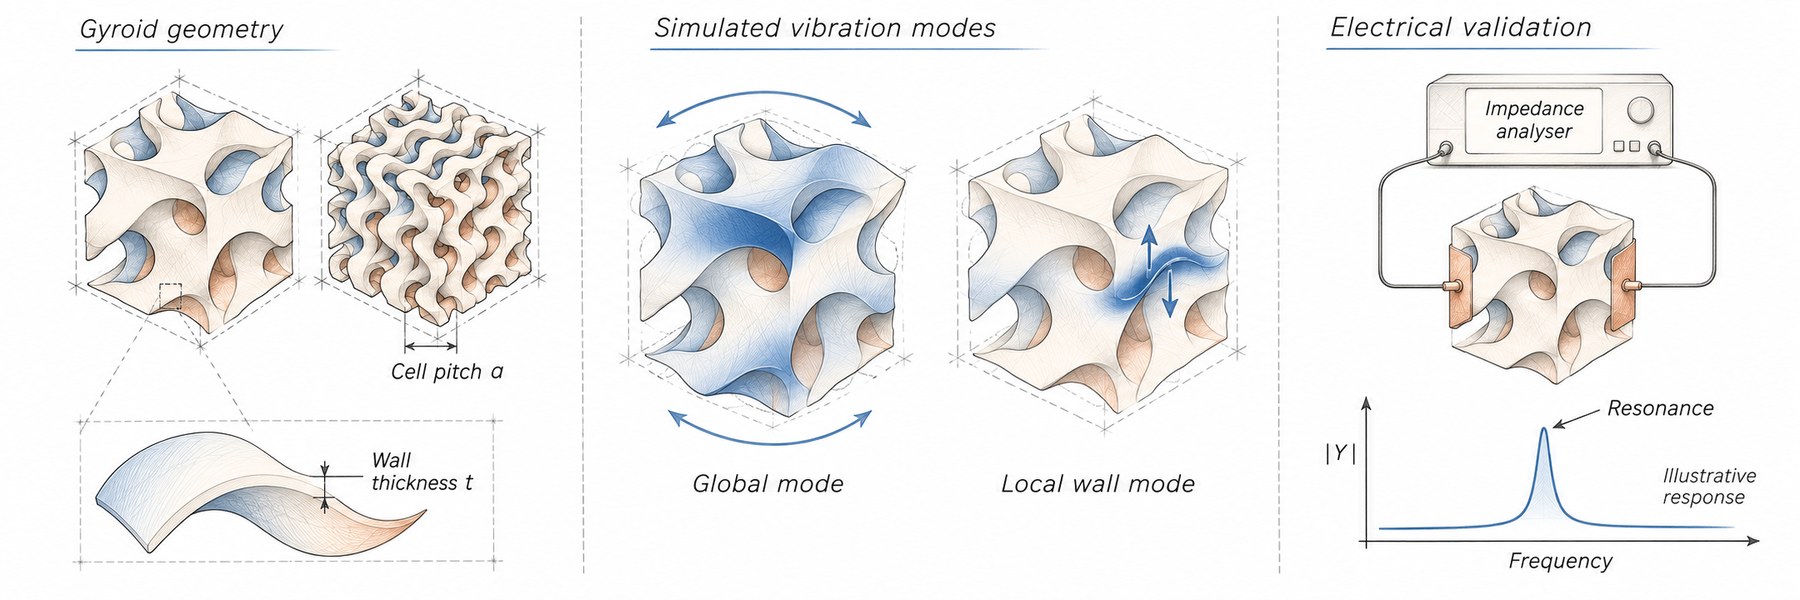 Gyroid geometry
Cell pitch a
Wall
thickness t
Simulated vibration modes
Global mode
Local wall mode
Electrical validation
Impedance
analyser
Resonance
|Y|
Illustrative
response
Frequency